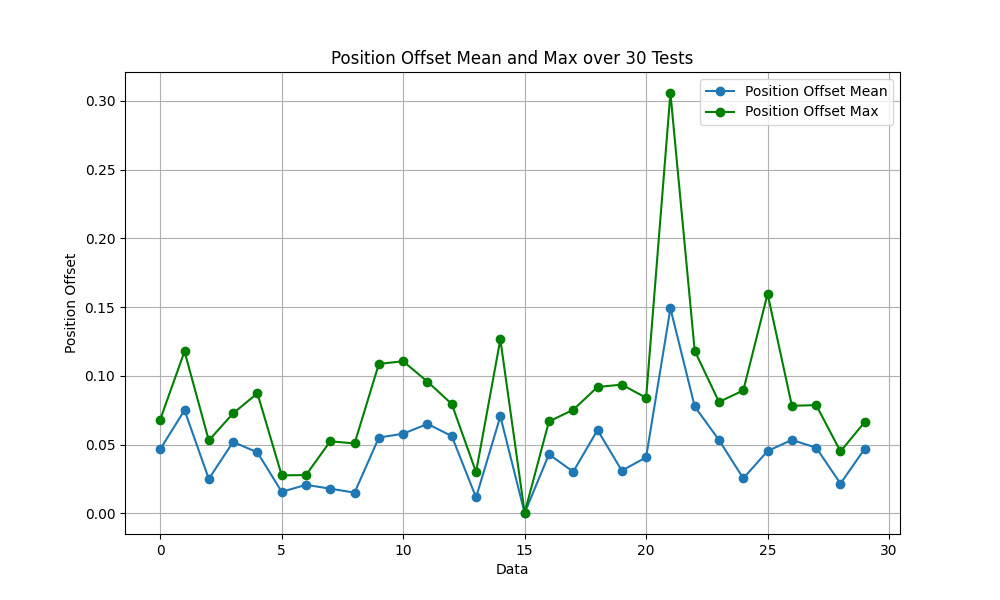 Position Offset Mean and Max over 30 Tests
Position Offset Mean
Position Offset Max
Position Offset
0.30
0.25
0.20
0.15
0.10
0.05
0.00
0 5 10 15 20 25 30
Data